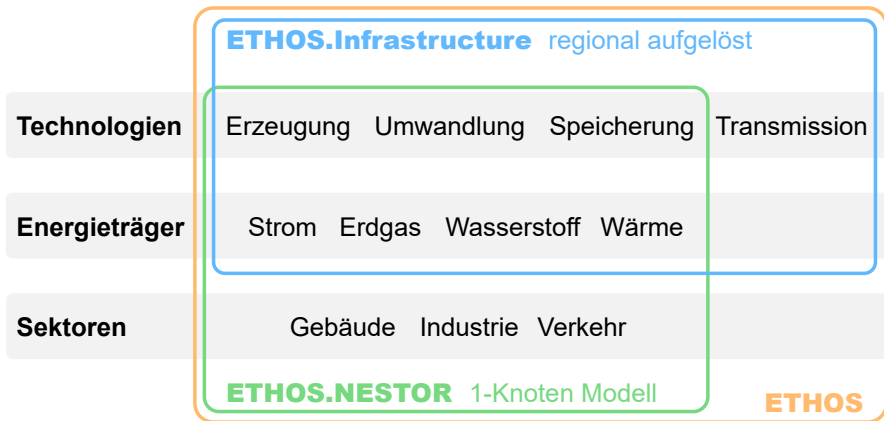 ETHOS.Infrastructure regional aufgelöst
Technologien Erzeugung Umwandlung Speicherung Transmission
Energieträger Strom Erdgas Wasserstoff Wärme
Sektoren Gebäude Industrie Verkehr
ETHOS.NESTOR 1-Knoten Modell
ETHOS